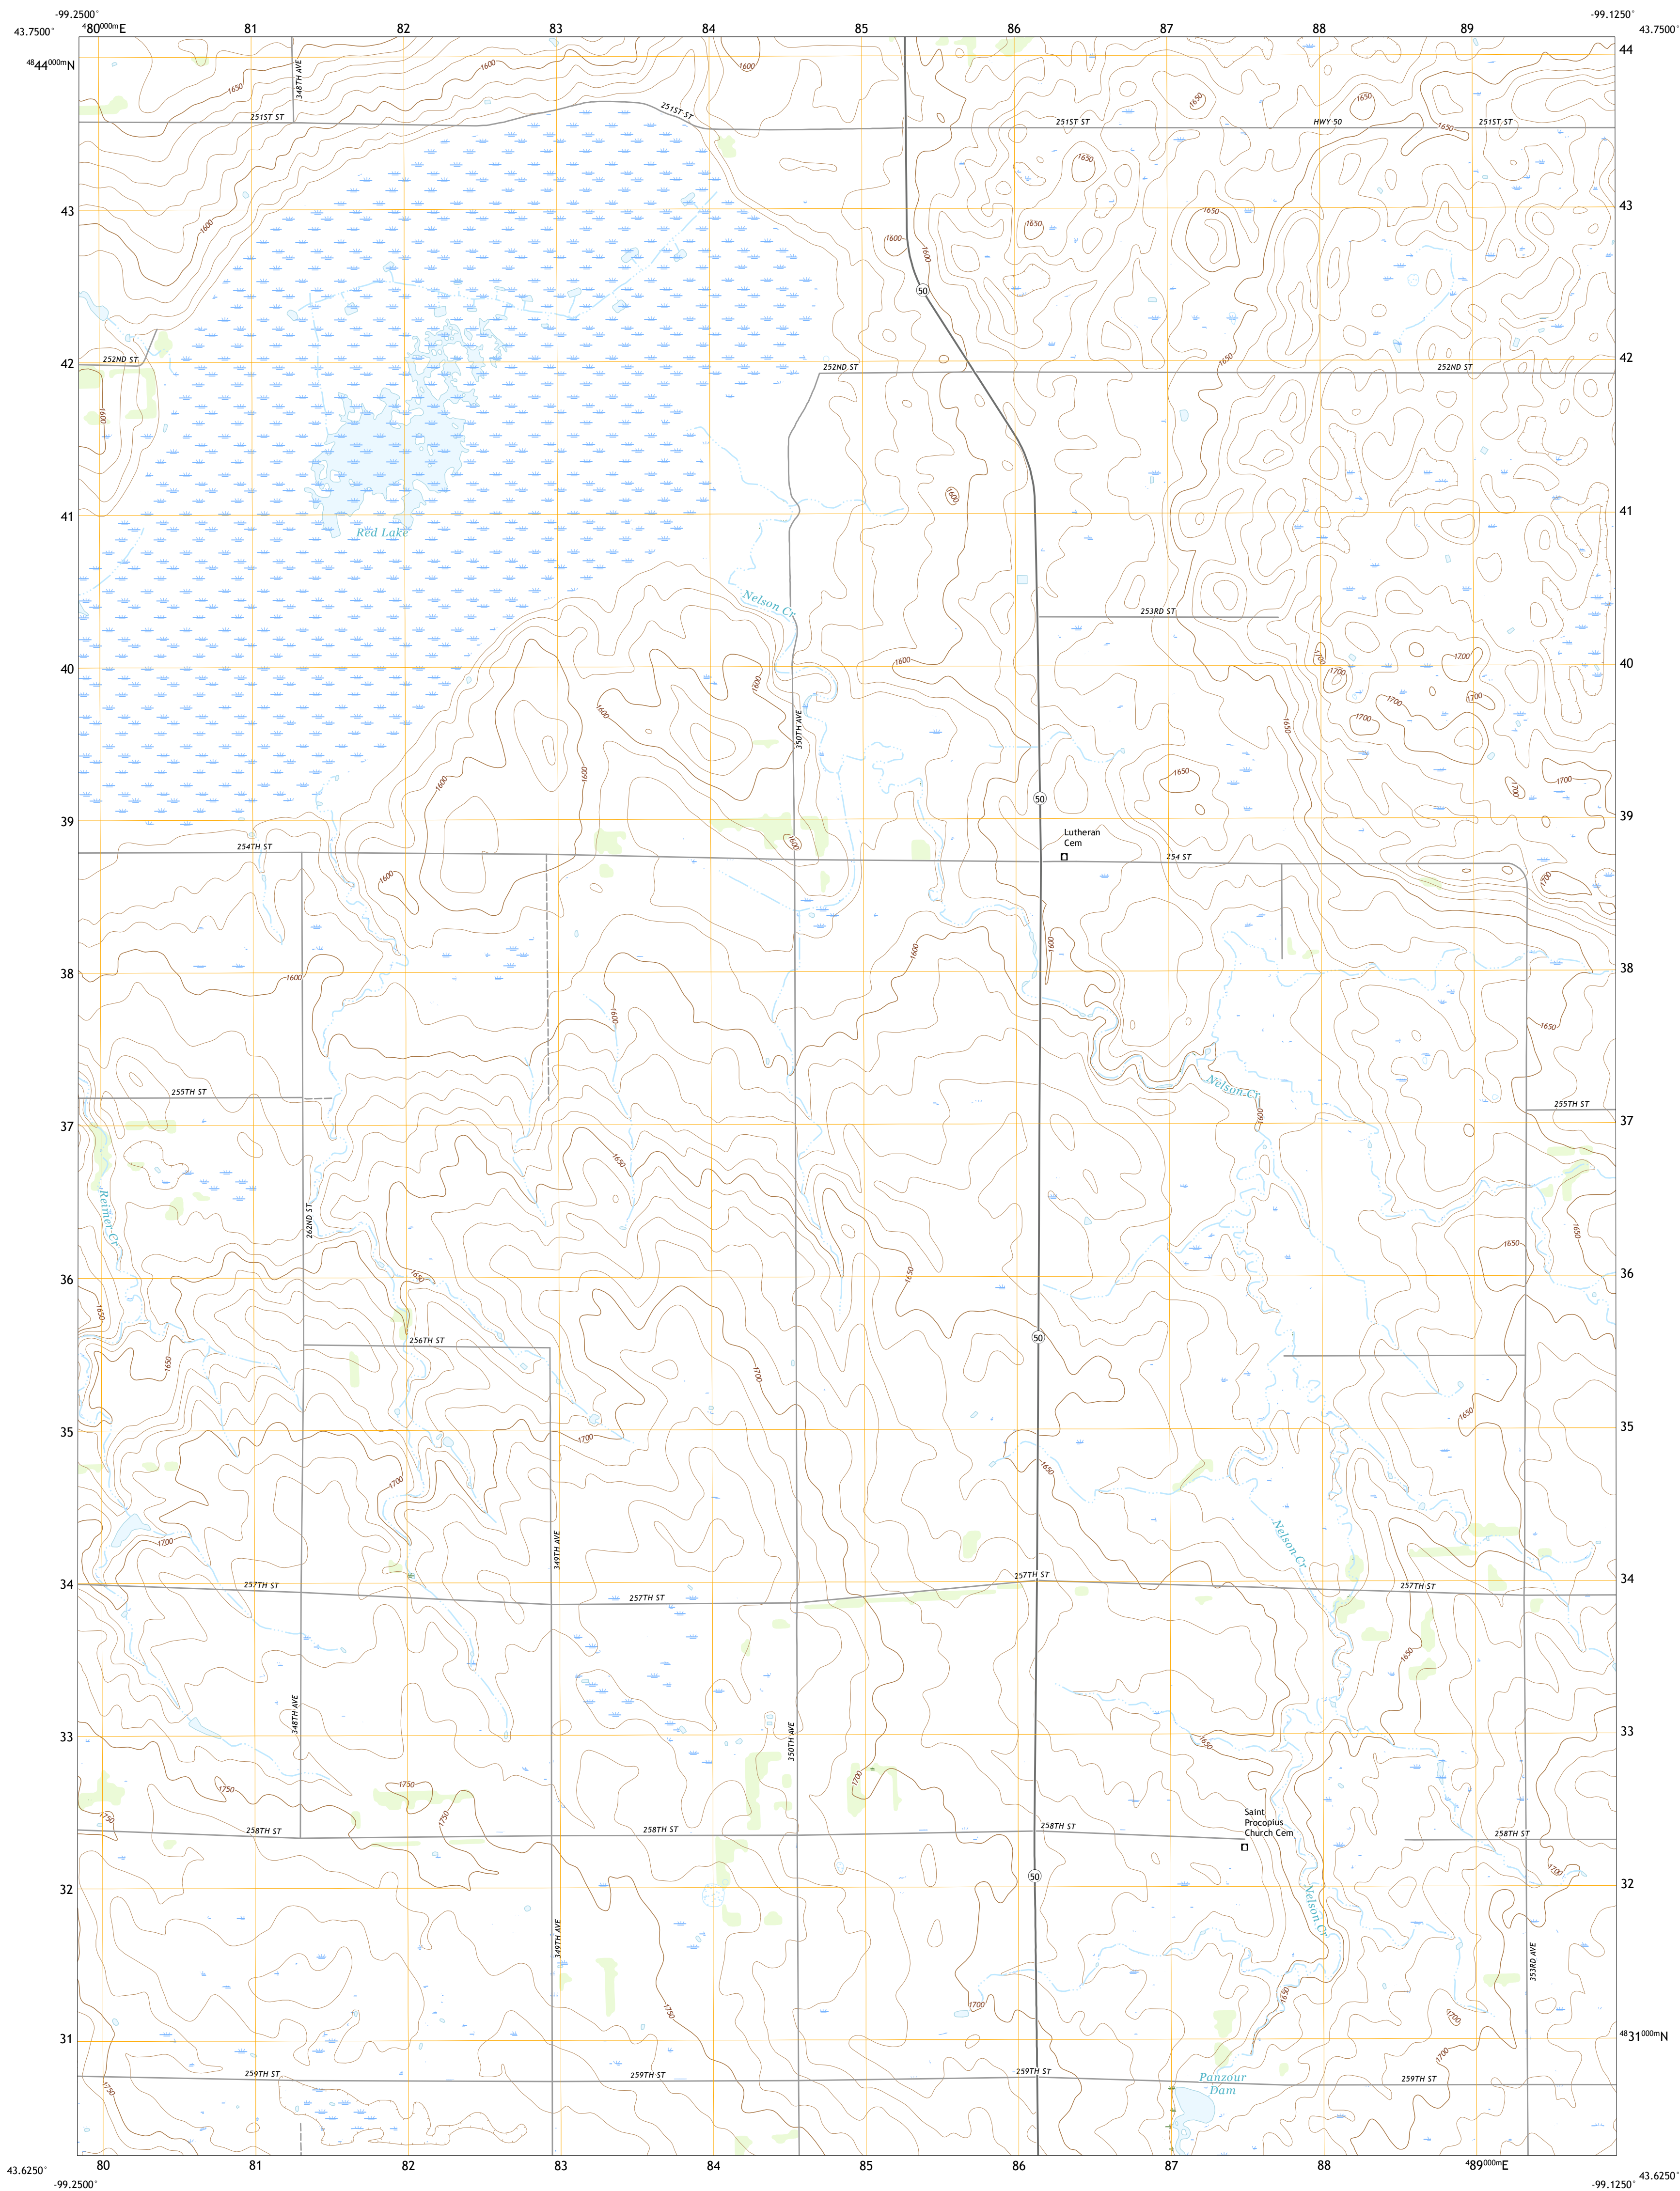 -99.2500°
-99.1250°
43.7500°
⁴80⁰⁰⁰ᵐE 81 82 83 84 85 86 87 88 89
43.7500°
⁴⁸44⁰⁰⁰ᵐN
44
348TH AVE
1600
1600
1650
1650
1650
251ST ST
251ST ST
251ST ST
HWY 50
251ST ST
1650
1650
43
43
1600
1650
1650
1600
1600
50
42
42
252ND ST
252ND ST
252ND ST
1650
1600
1600
41
41
Red Lake
Nelson Cr
253RD ST
40
40
1600
1600
1700
1700
1700
1700
1700
1700
1600
350TH AVE
1650
1600
1600
1650
1700
1700
50
39
39
Lutheran
Cem
1600
254TH ST
254 ST
1600
1700
1600
1600
38
38
1600
1600
1650
Nelson Cr
255TH ST
255TH ST
1600
37
37
1650
Reimer Cr
262ND ST
1650
1650
36
36
1650
1650
1650
50
256TH ST
1650
1700
1650
35
35
1700
1650
1700
Nelson Cr
1700
349TH AVE
34
34
257TH ST
257TH ST
257TH ST
257TH ST
1650
348TH AVE
350TH AVE
33
33
1650
1750
1750
1750
1750
1700
Saint
Procopius
Church Cem
258TH ST
258TH ST
258TH ST
258TH ST
1700
50
32
32
Nelson Cr
349TH AVE
353RD AVE
1650
1700
1750
1700
31
⁴⁸31⁰⁰⁰ᵐN
1700
259TH ST
259TH ST
259TH ST
259TH ST
Panzour
Dam
1750
80 81 82 83 84 85 86 87 88 ⁴89⁰⁰⁰ᵐE
43.6250°
43.6250°
-99.2500°
-99.1250°